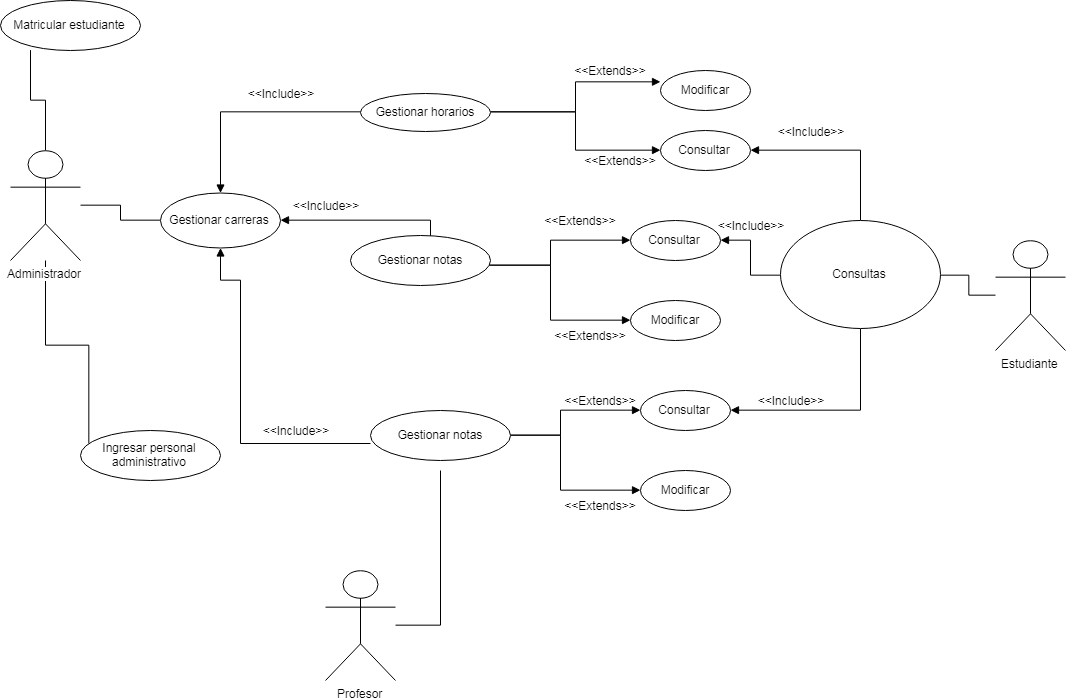 Matricular estudiante
<<Extends>>
Modificar
<<Include>>
Gestionar horarios
<<Include>>
Consultar
<<Extends>>
<<Include>>
Gestionar carreras
<<Extends>>
<<Include>>
Consultar
Gestionar notas
Administrador
Consultas
Modificar
<<Extends>>
Estudiante
<<Extends>>
Consultar
<<Include>>
<<Include>>
Gestionar notas
Ingresar personal
administrativo
Modificar
<<Extends>>
Profesor